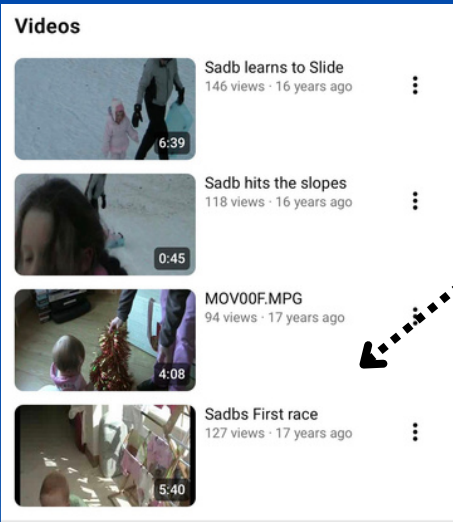 Videos
Sadb learns to Slide
146 views · 16 years ago
6:39
Sadb hits the slopes
118 views · 16 years ago
0:45
MOV00F.MPG
94 views · 17 years ago
4:08
Sadbs First race
127 views · 17 years ago
5:40